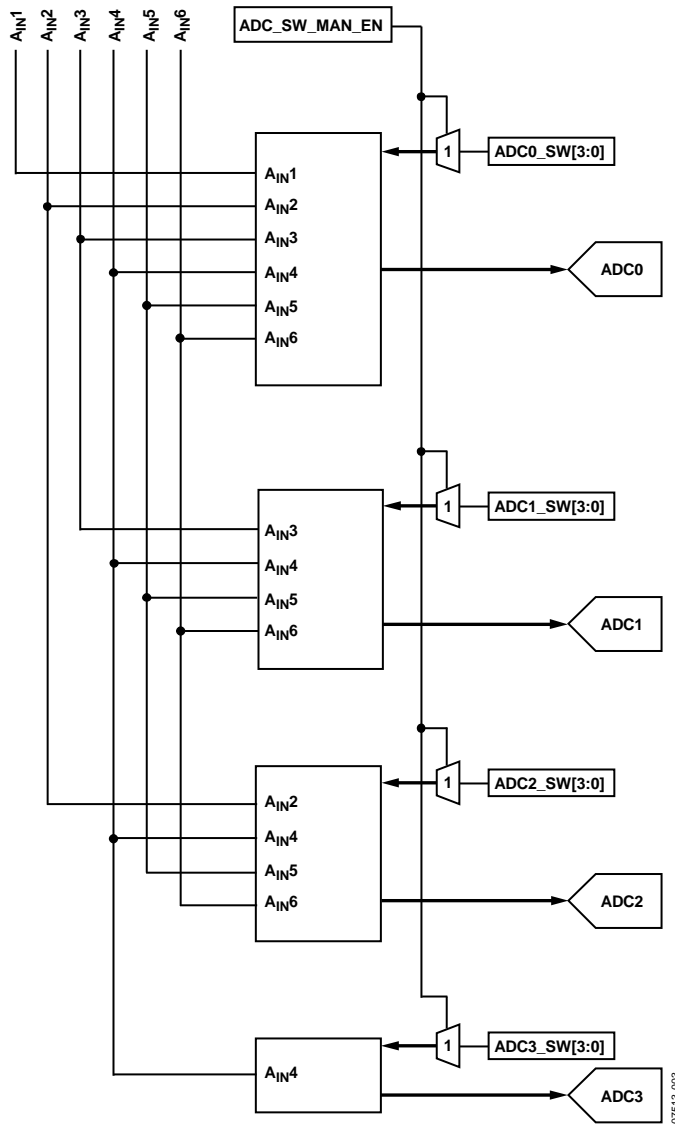 AIN1
AIN2
AIN3
AIN4
AIN5
AIN6
ADC_SW_MAN_EN
1
ADC0_SW[3:0]
AIN1
AIN2
AIN3
AIN4
AIN5
AIN6
ADC0
1
ADC1_SW[3:0]
AIN3
AIN4
AIN5
AIN6
ADC1
1
ADC2_SW[3:0]
AIN2
AIN4
AIN5
AIN6
ADC2
1
ADC3_SW[3:0]
AIN4
ADC3